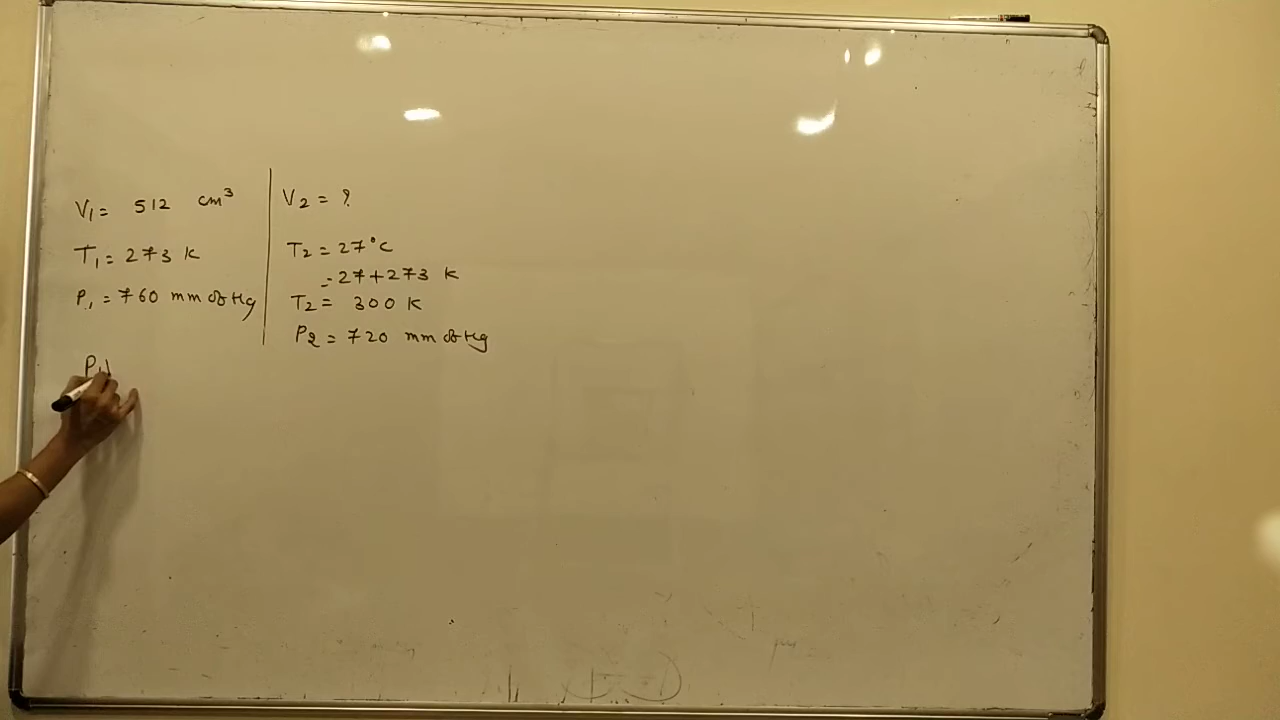 V1 = 512 cm³
T1 = 273 K
P1 = 760 mm of Hg
V2 = ?
T2 = 27°C
= 27+273 K
T2 = 300 K
P2 = 720 mm of Hg
P1V